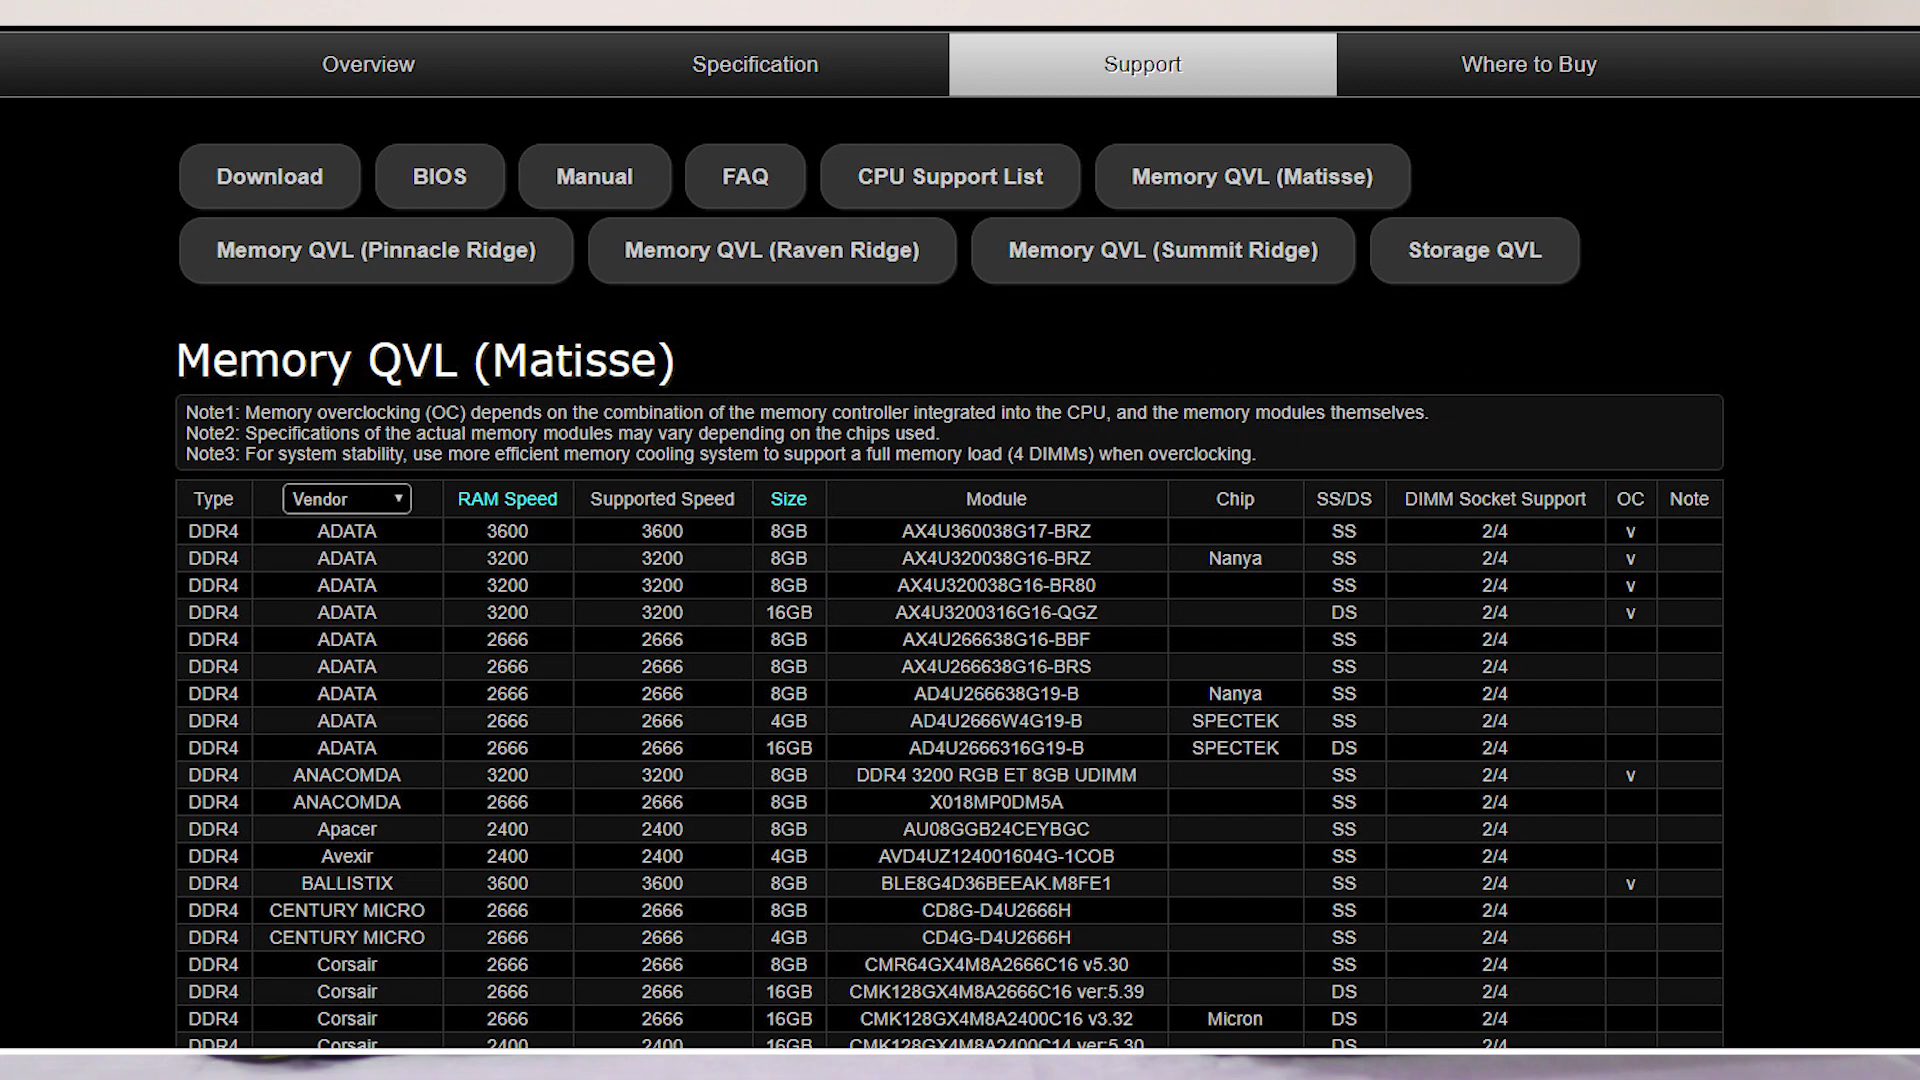 Overview Specification Support Where to Buy
Download BIOS Manual FAQ CPU Support List Memory QVL (Matisse)
Memory QVL (Pinnacle Ridge) Memory QVL (Raven Ridge) Memory QVL (Summit Ridge) Storage QVL
Memory QVL (Matisse)
Note1: Memory overclocking (OC) depends on the combination of the memory controller integrated into the CPU, and the memory modules themselves.
Note2: Specifications of the actual memory modules may vary depending on the chips used.
Note3: For system stability, use more efficient memory cooling system to support a full memory load (4 DIMMs) when overclocking.
Type Vendor RAM Speed Supported Speed Size Module Chip SS/DS DIMM Socket Support OC Note
DDR4 ADATA 3600 3600 8GB AX4U360038G17-BRZ SS 2/4 v
DDR4 ADATA 3200 3200 8GB AX4U320038G16-BRZ Nanya SS 2/4 v
DDR4 ADATA 3200 3200 8GB AX4U320038G16-BR80 SS 2/4 v
DDR4 ADATA 3200 3200 16GB AX4U3200316G16-QGZ DS 2/4 v
DDR4 ADATA 2666 2666 8GB AX4U266638G16-BBF SS 2/4
DDR4 ADATA 2666 2666 8GB AX4U266638G16-BRS SS 2/4
DDR4 ADATA 2666 2666 8GB AD4U266638G19-B Nanya SS 2/4
DDR4 ADATA 2666 2666 4GB AD4U2666W4G19-B SPECTEK SS 2/4
DDR4 ADATA 2666 2666 16GB AD4U2666316G19-B SPECTEK DS 2/4
DDR4 ANACOMDA 3200 3200 8GB DDR4 3200 RGB ET 8GB UDIMM SS 2/4 v
DDR4 ANACOMDA 2666 2666 8GB X018MP0DM5A SS 2/4
DDR4 Apacer 2400 2400 8GB AU08GGB24CEYBGC SS 2/4
DDR4 Avexir 2400 2400 4GB AVD4UZ124001604G-1COB SS 2/4
DDR4 BALLISTIX 3600 3600 8GB BLE8G4D36BEEAK.M8FE1 SS 2/4 v
DDR4 CENTURY MICRO 2666 2666 8GB CD8G-D4U2666H SS 2/4
DDR4 CENTURY MICRO 2666 2666 4GB CD4G-D4U2666H SS 2/4
DDR4 Corsair 2666 2666 8GB CMR64GX4M8A2666C16 v5.30 SS 2/4
DDR4 Corsair 2666 2666 16GB CMK128GX4M8A2666C16 ver:5.39 DS 2/4
DDR4 Corsair 2666 2666 16GB CMK128GX4M8A2400C16 v3.32 Micron DS 2/4
DDR4 Corsair 2400 2400 16GB CMK128GX4M8A2400C14 ver:5.30 DS 2/4